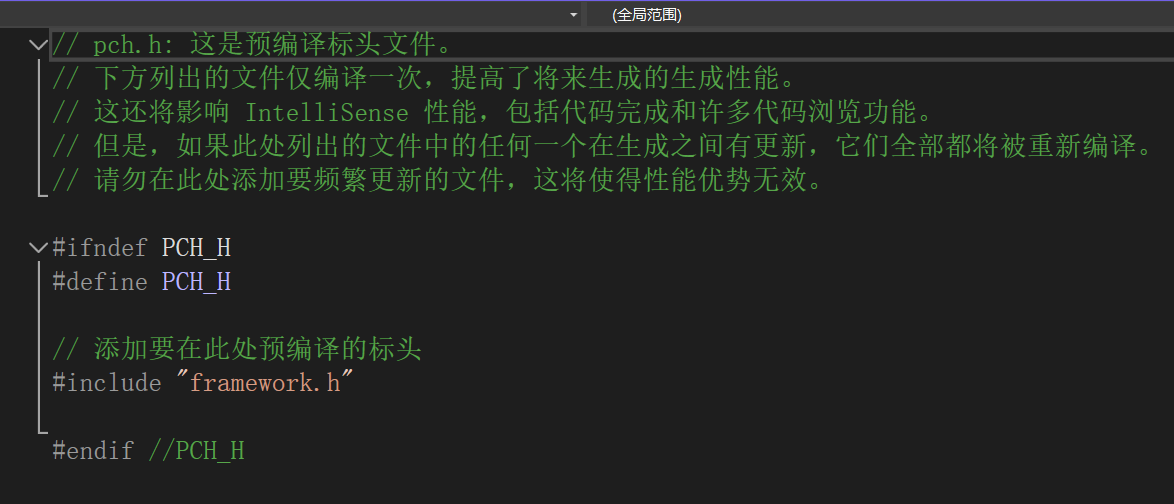 (全局范围)
// pch.h: 这是预编译标头文件。
// 下方列出的文件仅编译一次，提高了将来生成的生成性能。
// 这还将影响 IntelliSense 性能，包括代码完成和许多代码浏览功能。
// 但是，如果此处列出的文件中的任何一个在生成之间有更新，它们全部都将被重新编译。
// 请勿在此处添加要频繁更新的文件，这将使得性能优势无效。
#ifndef PCH_H
#define PCH_H
// 添加要在此处预编译的标头
#include "framework.h"
#endif //PCH_H